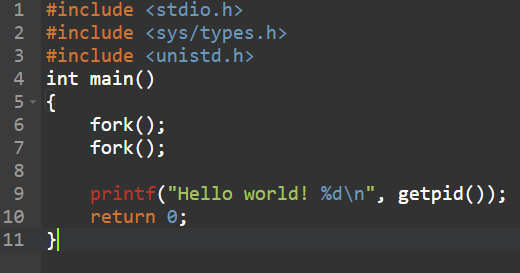 1 #include <stdio.h>
2 #include <sys/types.h>
3 #include <unistd.h>
4 int main()
5 {
6     fork();
7     fork();
8
9     printf("Hello world! %d\n", getpid());
10     return 0;
11 }